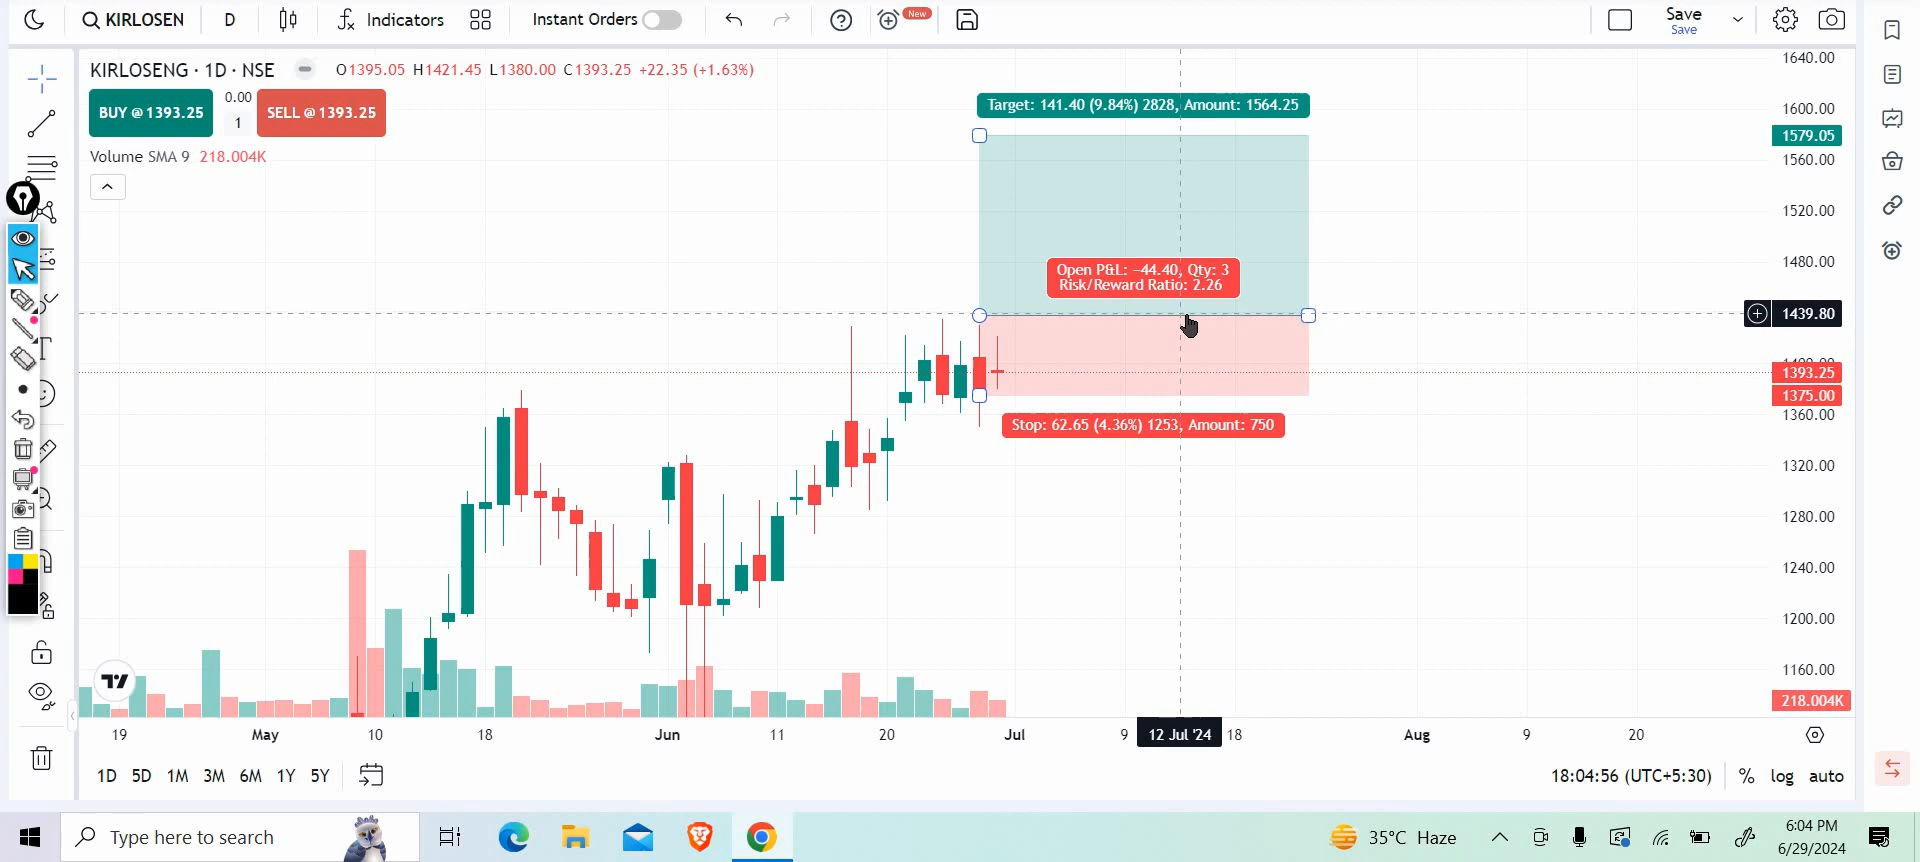 KIRLOSEN D Indicators Instant Orders New Save
Save
KIRLOSENG · 1D · NSE O1395.05 H1421.45 L1380.00 C1393.25 +22.35 (+1.63%)
BUY @ 1393.25 0.00 1 SELL @ 1393.25
Volume SMA 9 218.004K
Target: 141.40 (9.84%) 2828, Amount: 1564.25
Open P&L: −44.40, Qty: 3
Risk/Reward Ratio: 2.26
Stop: 62.65 (4.36%) 1253, Amount: 750
1640.00
1600.00
1579.05
1560.00
1520.00
1480.00
1439.80
1400.00
1393.25
1375.00
1360.00
1320.00
1280.00
1240.00
1200.00
1160.00
218.004K
19 May 10 18 Jun 11 20 Jul 9 12 Jul '24 18 Aug 9 20
1D 5D 1M 3M 6M 1Y 5Y 18:04:56 (UTC+5:30) % log auto
Type here to search 35°C Haze 6:04 PM
6/29/2024